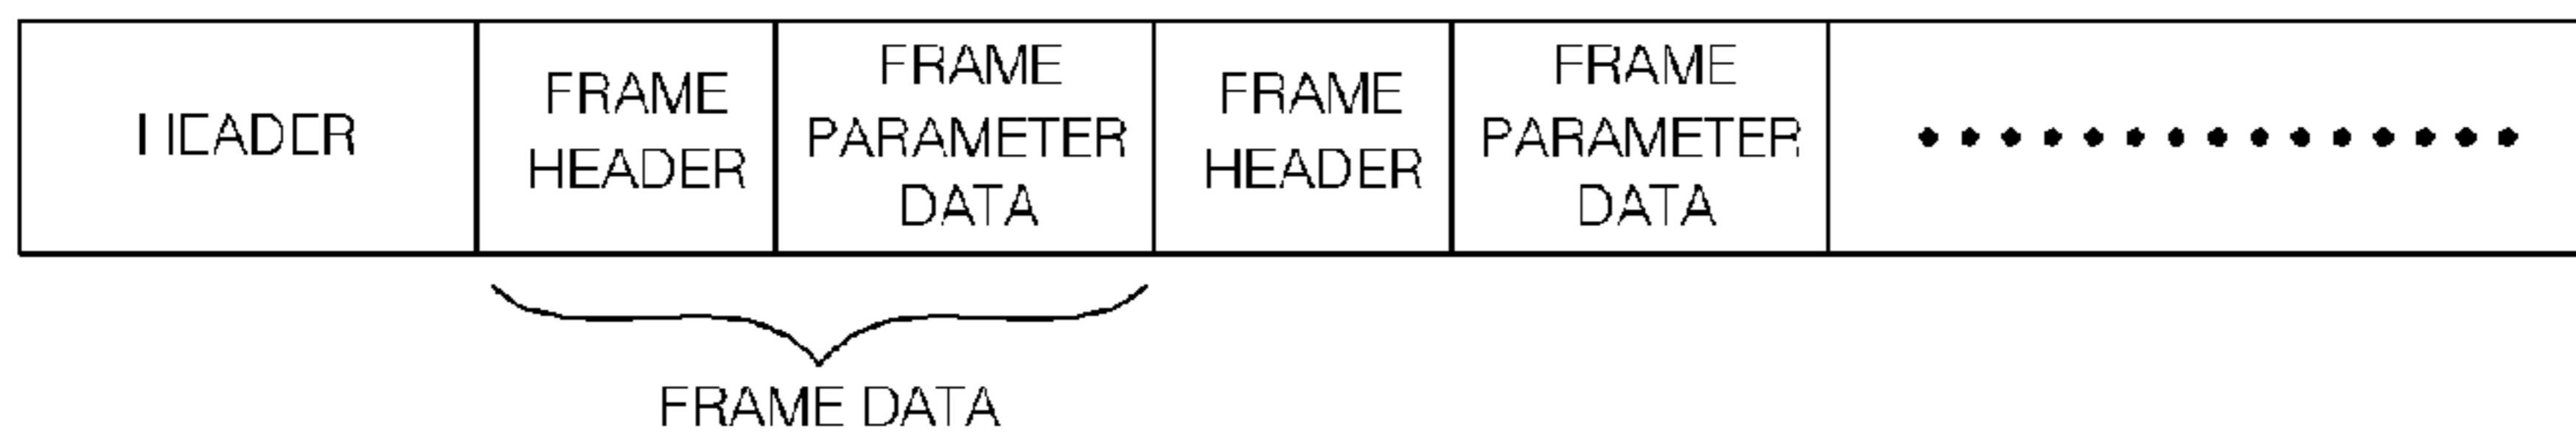 HEADER
FRAME
HEADER
FRAME
PARAMETER
DATA
FRAME
HEADER
FRAME
PARAMETER
DATA
...............
FRAME DATA